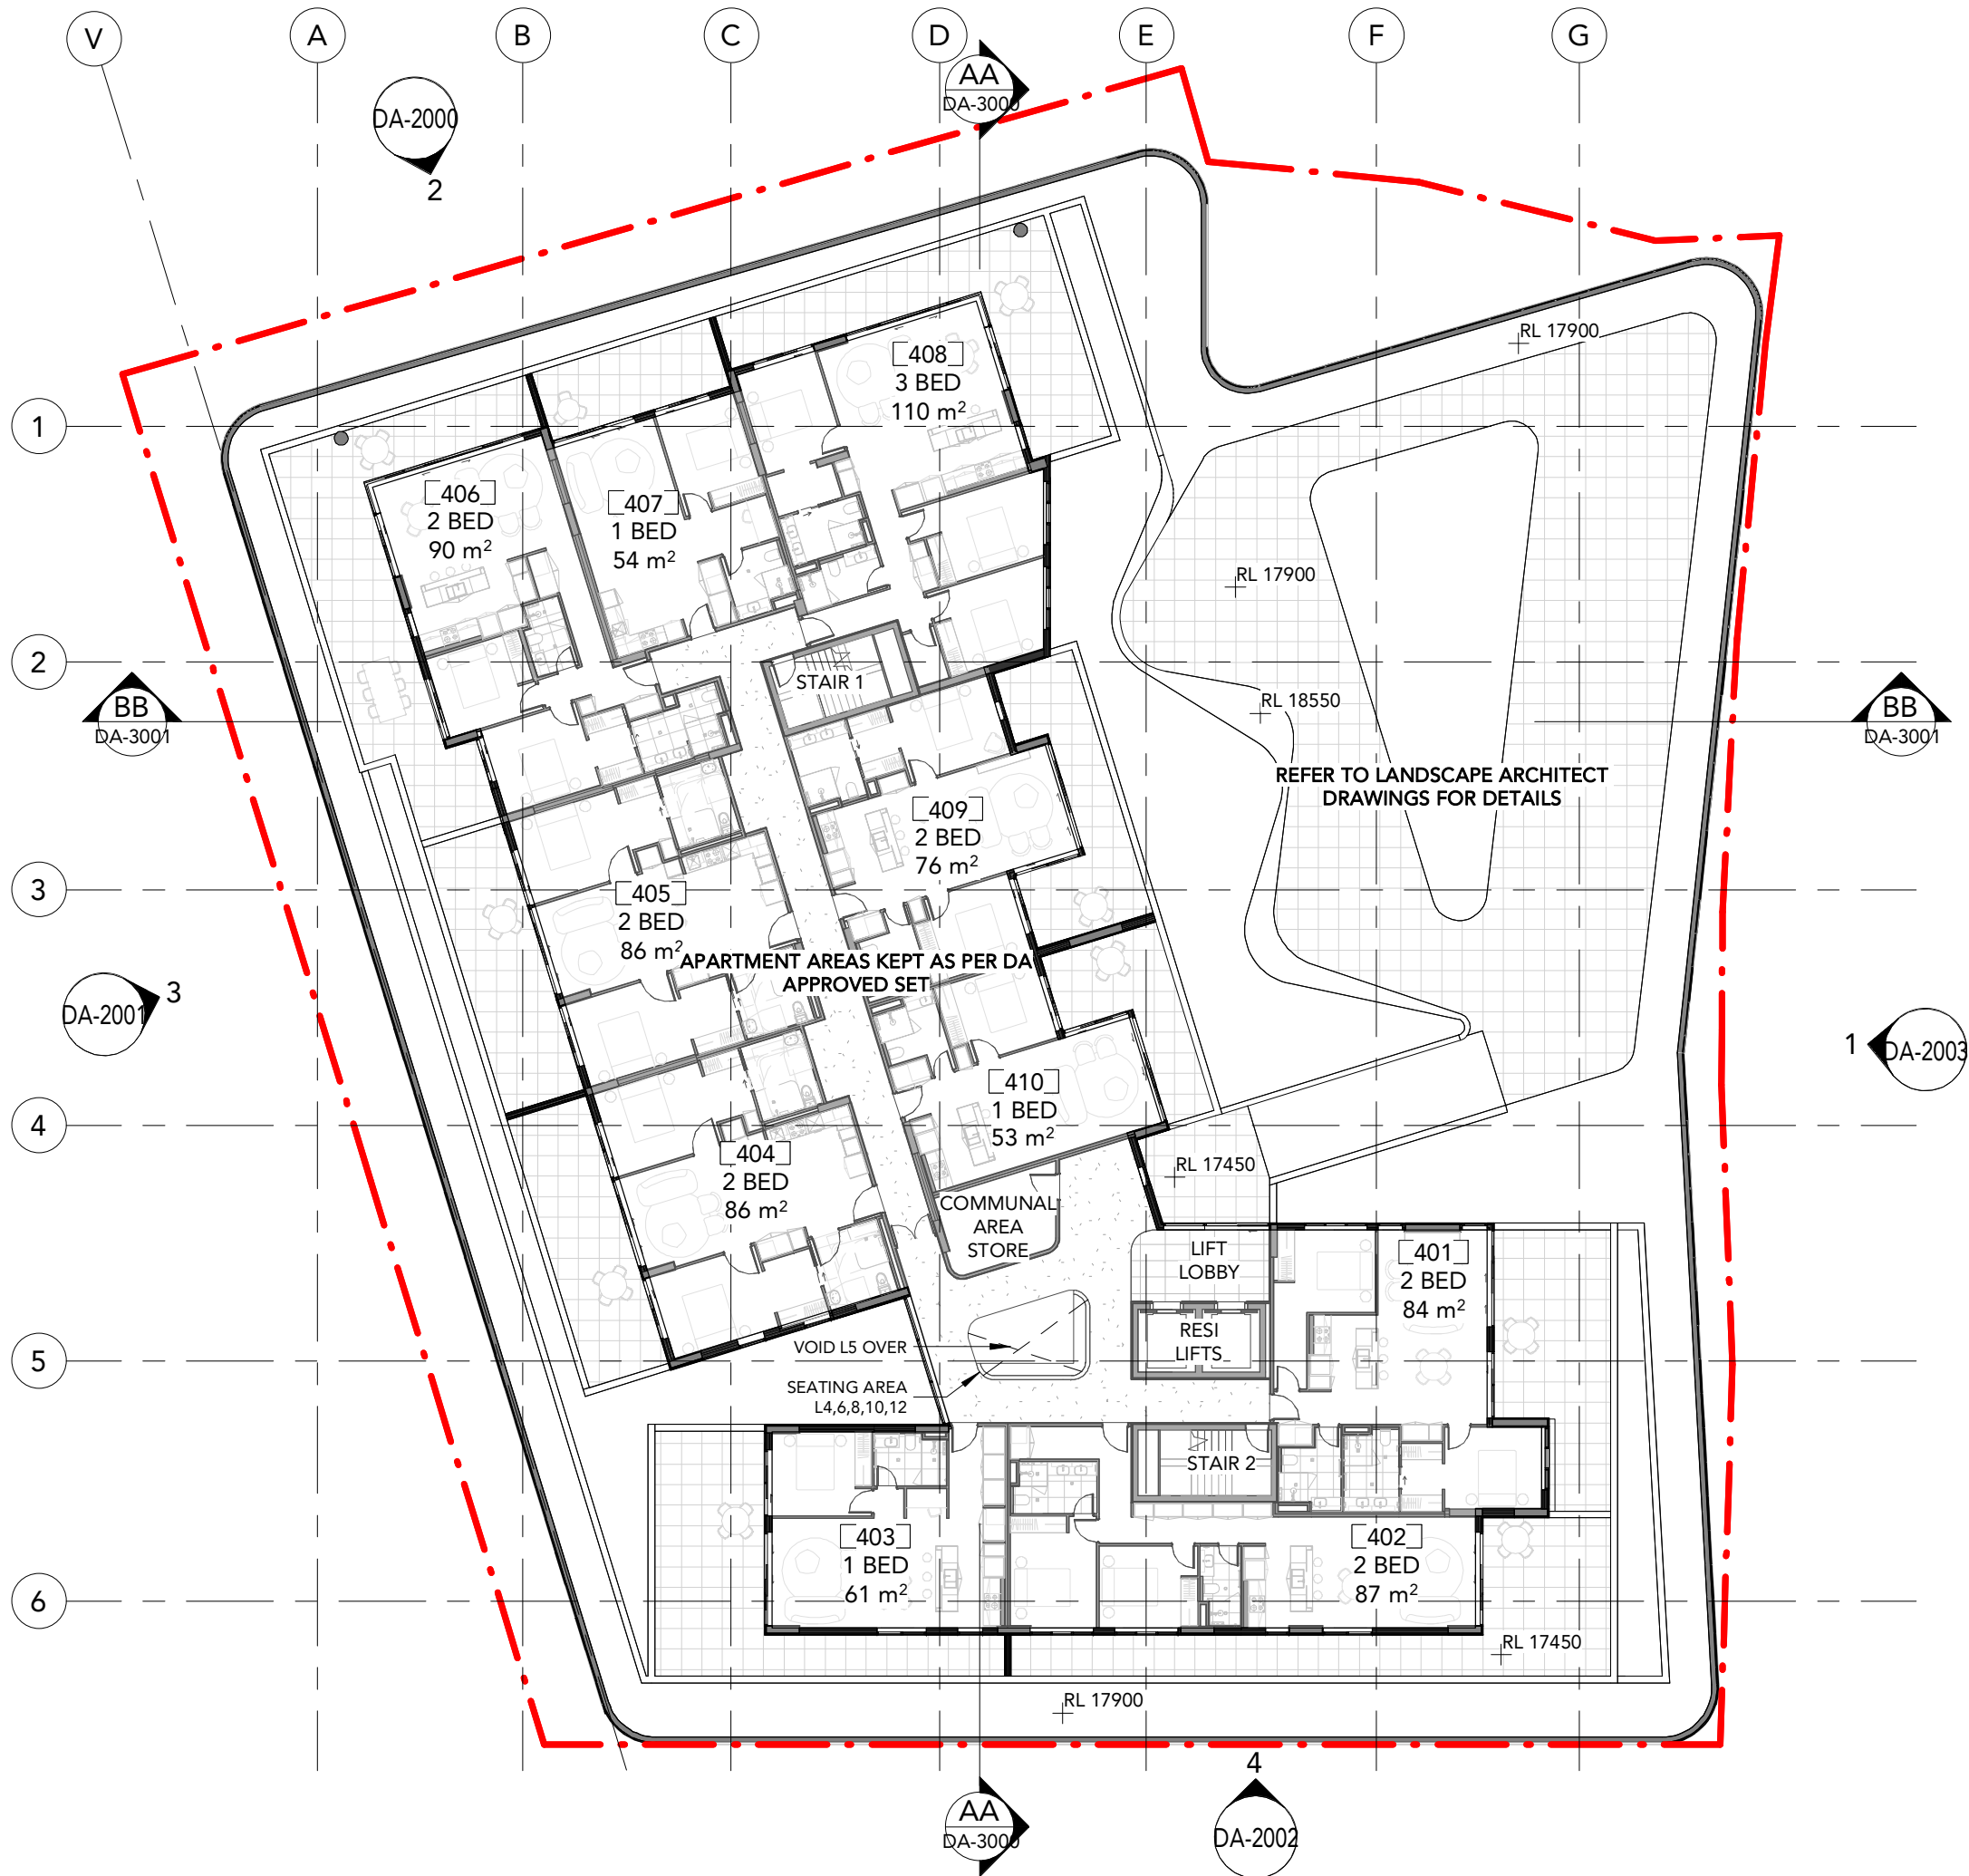 V
A
B
C
D
E
F
G
AA
DA-3000
DA-2000
2
1
2
3
4
5
6
BB
DA-3001
BB
DA-3001
3
DA-2001
1
DA-2003
408
3 BED
110 m²
406
2 BED
90 m²
407
1 BED
54 m²
RL 17900
RL 17900
RL 18550
STAIR 1
REFER TO LANDSCAPE ARCHITECT
DRAWINGS FOR DETAILS
409
2 BED
76 m²
405
2 BED
86 m²
APARTMENT AREAS KEPT AS PER DA
APPROVED SET
410
1 BED
53 m²
404
2 BED
86 m²
RL 17450
COMMUNAL
AREA
STORE
LIFT
LOBBY
401
2 BED
84 m²
RESI
LIFTS
VOID L5 OVER
SEATING AREA
L4,6,8,10,12
STAIR 2
403
1 BED
61 m²
402
2 BED
87 m²
RL 17450
RL 17900
AA
DA-3000
4
DA-2002